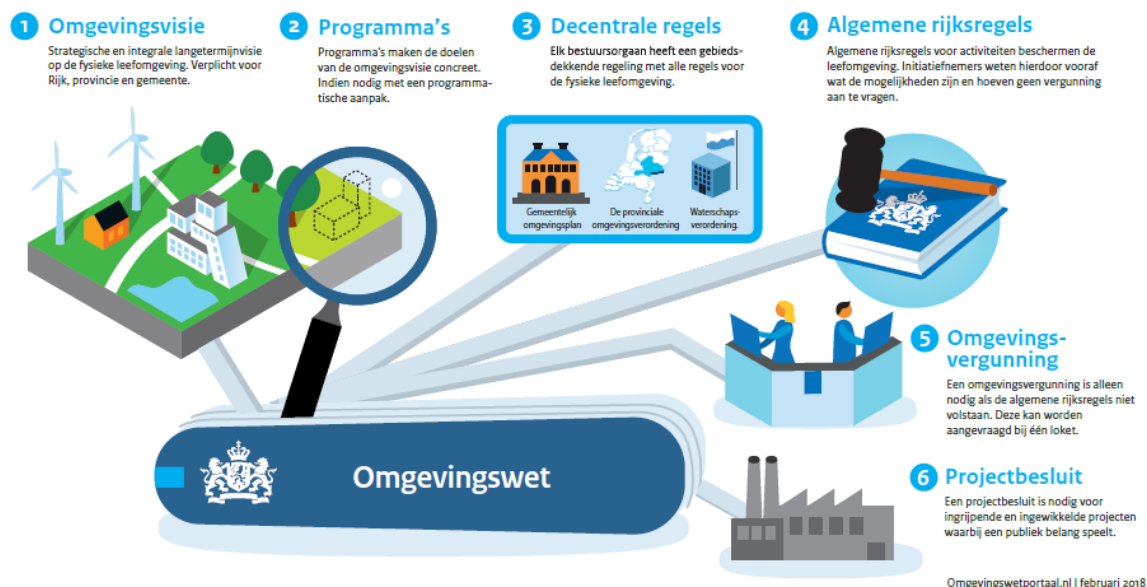 1 Omgevingsvisie
Strategische en integrale langetermijnvisie
op de fysieke leefomgeving. Verplicht voor
Rijk, provincie en gemeente.
2 Programma's
Programma's maken de doelen
van de omgevingsvisie concreet.
Indien nodig met een programma-
tische aanpak.
3 Decentrale regels
Elk bestuursorgaan heeft een gebieds-
dekkende regeling met alle regels voor
de fysieke leefomgeving.
Gemeentelijk
omgevingsplan
De provinciale
omgevingsverordening
Waterschaps-
verordening.
4 Algemene rijksregels
Algemene rijksregels voor activiteiten beschermen de
leefomgeving. Initiatiefnemers weten hierdoor vooraf
wat de mogelijkheden zijn en hoeven geen vergunning
aan te vragen.
5 Omgevings-
vergunning
Een omgevingsvergunning is alleen
nodig als de algemene rijksregels niet
volstaan. Deze kan worden
aangevraagd bij één loket.
Omgevingswet
6 Projectbesluit
Een projectbesluit is nodig voor
ingrijpende en ingewikkelde projecten
waarbij een publiek belang speelt.
Omgevingswetportaal.nl | februari 2018